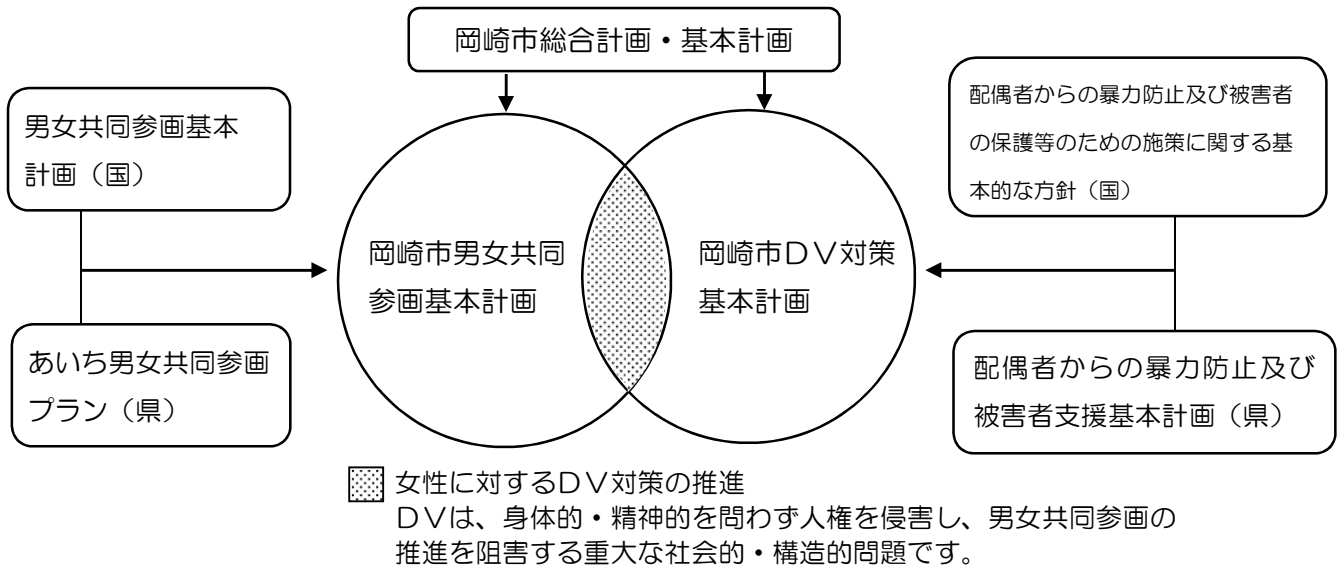 岡崎市総合計画・基本計画
男女共同参画基本
計画（国）
配偶者からの暴力防止及び被害者
の保護等のための施策に関する基
本的な方針（国）
岡崎市男女共同
参画基本計画
岡崎市ＤＶ対策
基本計画
あいち男女共同参画
プラン（県）
配偶者からの暴力防止及び
被害者支援基本計画（県）
女性に対するＤＶ対策の推進
ＤＶは、身体的・精神的を問わず人権を侵害し、男女共同参画の
推進を阻害する重大な社会的・構造的問題です。